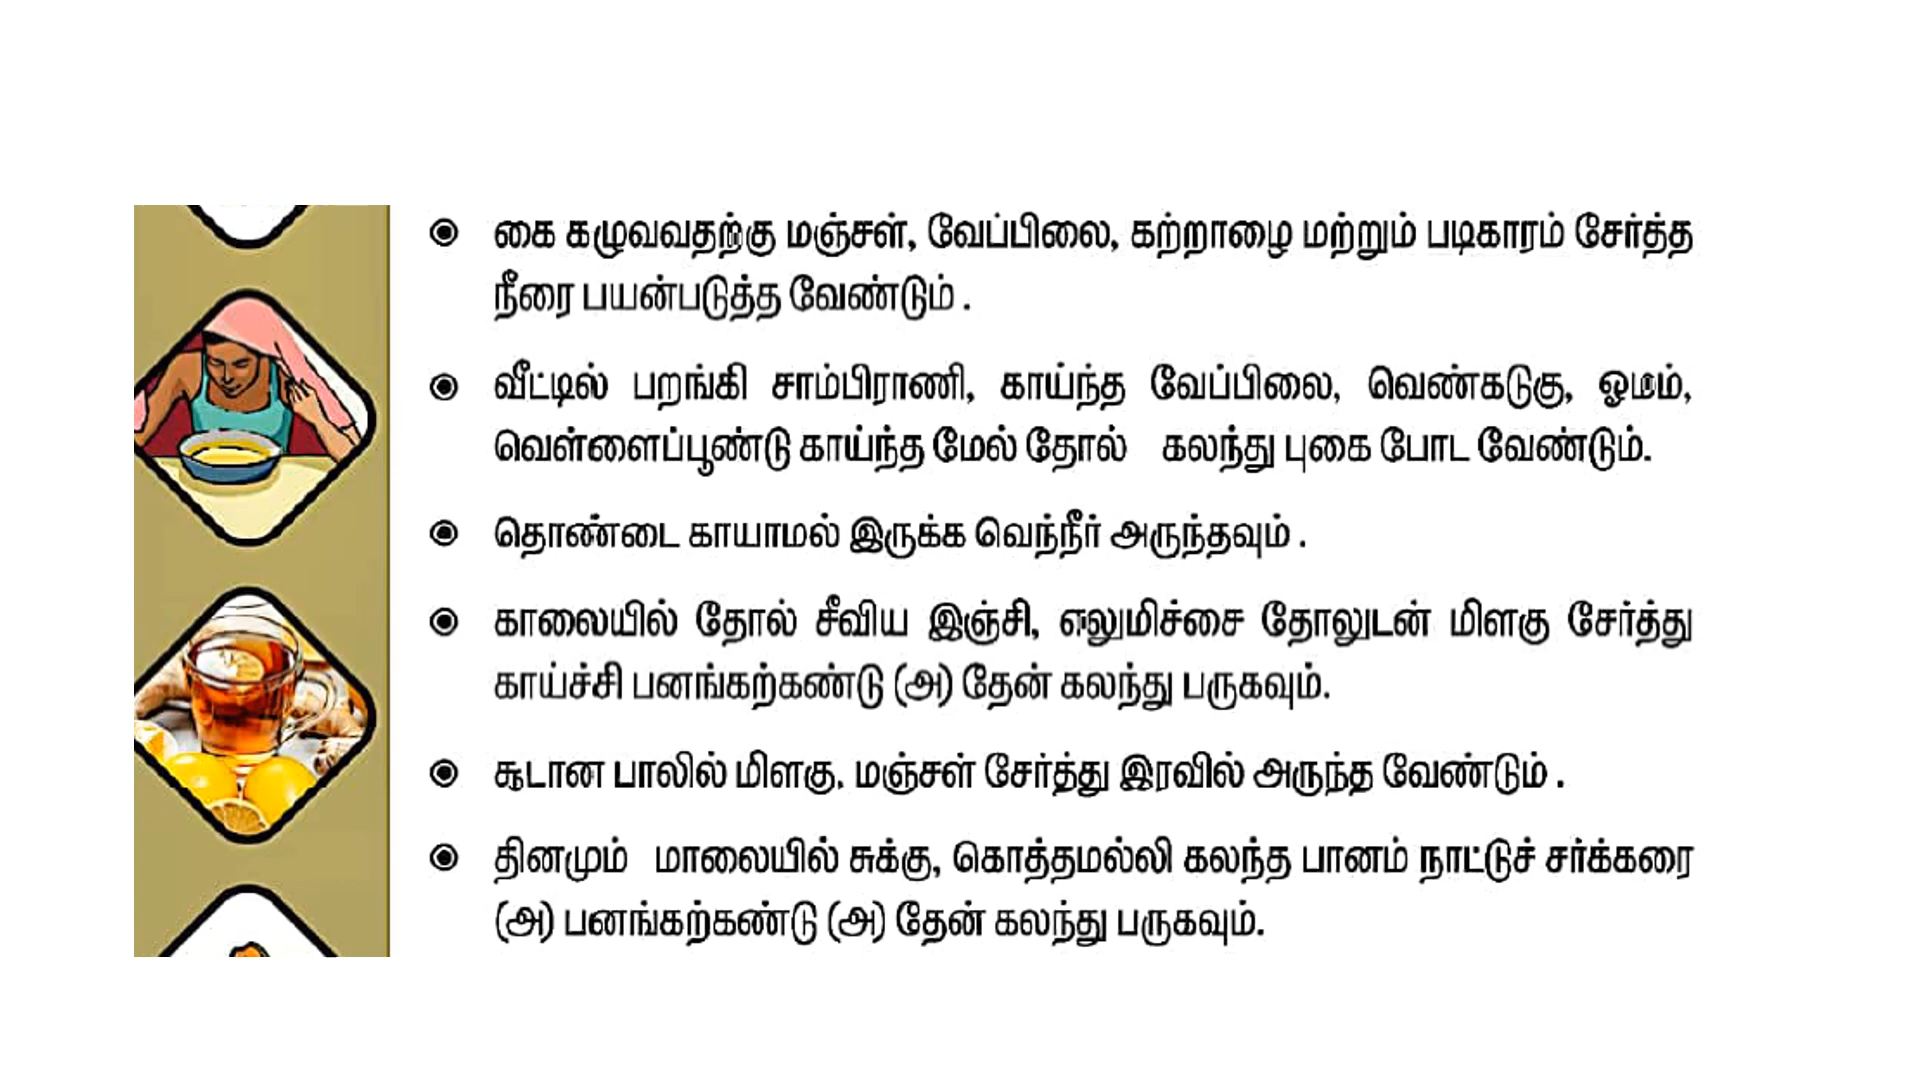 கை கழுவவதற்கு மஞ்சள், வேப்பிலை, கற்றாழை மற்றும் படிகாரம் சேர்த்த
நீரை பயன்படுத்த வேண்டும் .
வீட்டில் பறங்கி சாம்பிராணி, காய்ந்த வேப்பிலை, வெண்கடுகு, ஓமம்,
வெள்ளைப்பூண்டு காய்ந்த மேல் தோல் கலந்து புகை போட வேண்டும்.
தொண்டை காயாமல் இருக்க வெந்நீர் அருந்தவும் .
காலையில் தோல் சீவிய இஞ்சி, எலுமிச்சை தோலுடன் மிளகு சேர்த்து
காய்ச்சி பனங்கற்கண்டு (அ) தேன் கலந்து பருகவும்.
சூடான பாலில் மிளகு, மஞ்சள் சேர்த்து இரவில் அருந்த வேண்டும் .
தினமும் மாலையில் சுக்கு, கொத்தமல்லி கலந்த பானம் நாட்டுச் சர்க்கரை
(அ) பனங்கற்கண்டு (அ) தேன் கலந்து பருகவும்.